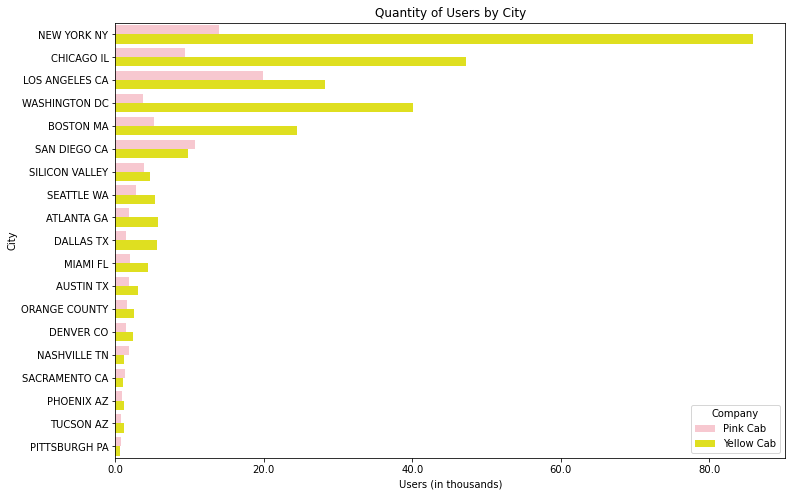 Quantity of Users by City
City
NEW YORK NY
CHICAGO IL
LOS ANGELES CA
WASHINGTON DC
BOSTON MA
SAN DIEGO CA
SILICON VALLEY
SEATTLE WA
ATLANTA GA
DALLAS TX
MIAMI FL
AUSTIN TX
ORANGE COUNTY
DENVER CO
NASHVILLE TN
SACRAMENTO CA
PHOENIX AZ
TUCSON AZ
PITTSBURGH PA
Company
Pink Cab
Yellow Cab
0.0 20.0 40.0 60.0 80.0
Users (in thousands)